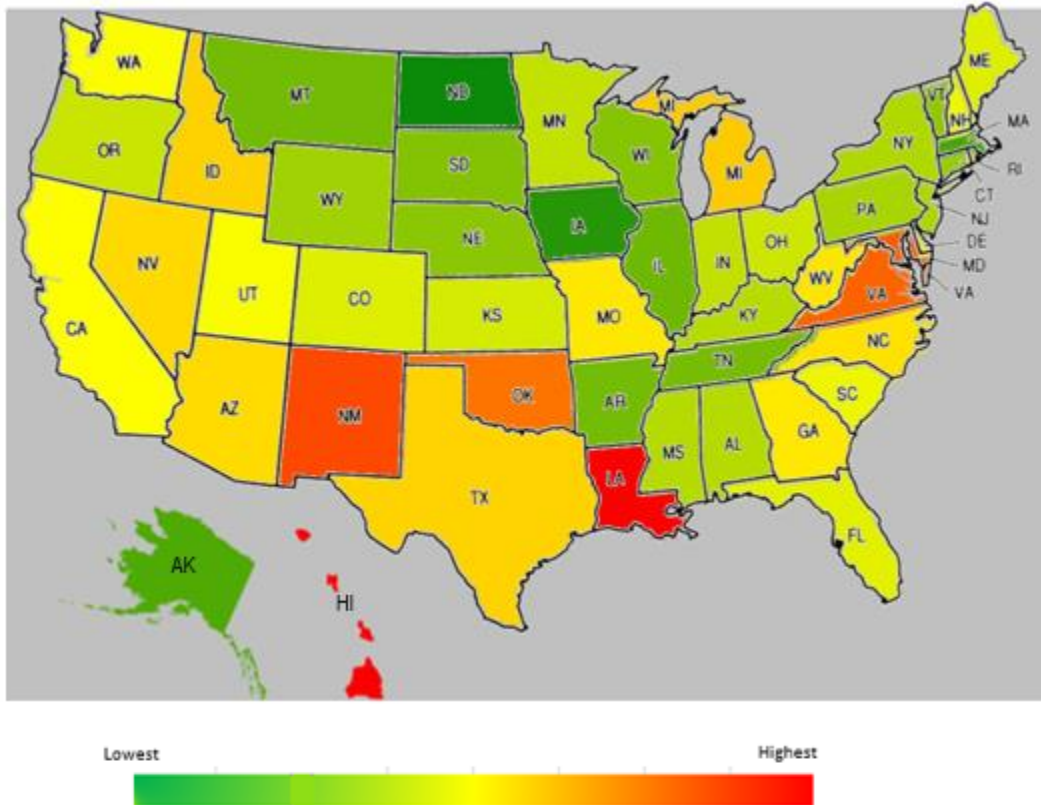 WA
MT
ND
MN
MI
ME
VT
NH
MA
OR
ID
SD
WI
NY
RI
WY
MI
CT
PA
NJ
NE
IA
OH
DE
NV
IL
IN
MD
UT
CO
WV
VA
VA
CA
KS
MO
KY
NC
TN
AZ
NM
OK
AR
SC
MS
AL
GA
LA
TX
FL
AK
HI
Lowest
Highest